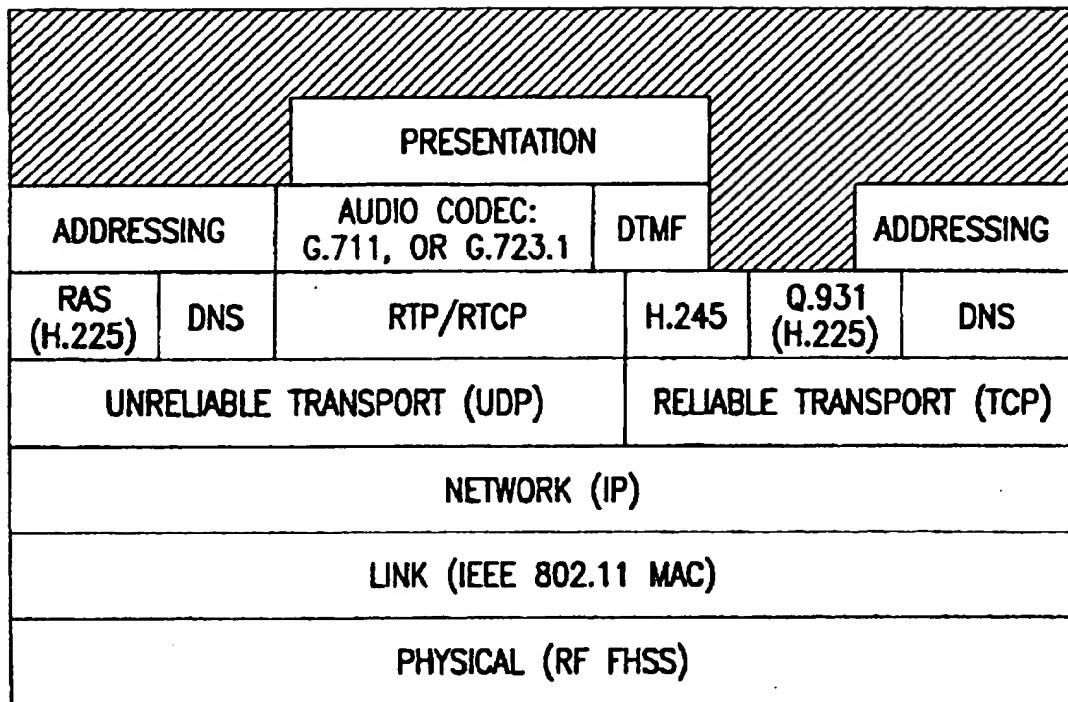 PRESENTATION
ADDRESSING
AUDIO CODEC:
G.711, OR G.723.1
DTMF
ADDRESSING
RAS
(H.225)
DNS
RTP/RTCP
H.245
Q.931
(H.225)
DNS
UNRELIABLE TRANSPORT (UDP)
RELIABLE TRANSPORT (TCP)
NETWORK (IP)
LINK (IEEE 802.11 MAC)
PHYSICAL (RF FHSS)